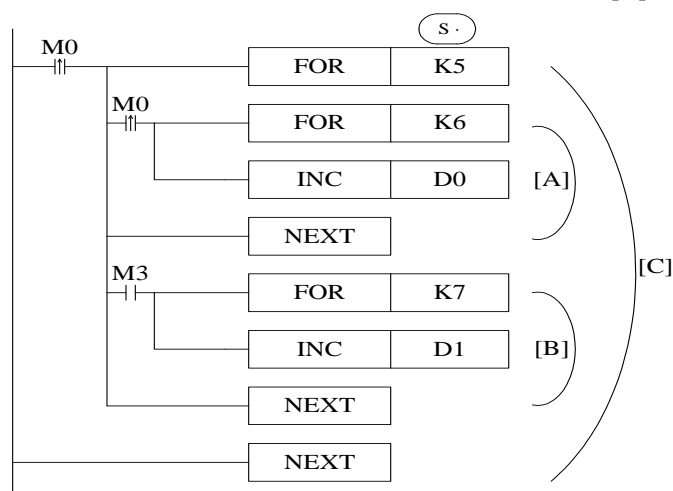 S ·
M0
FOR K5
M0
FOR K6
INC D0 [A]
NEXT
M3
[C]
FOR K7
INC D1 [B]
NEXT
NEXT